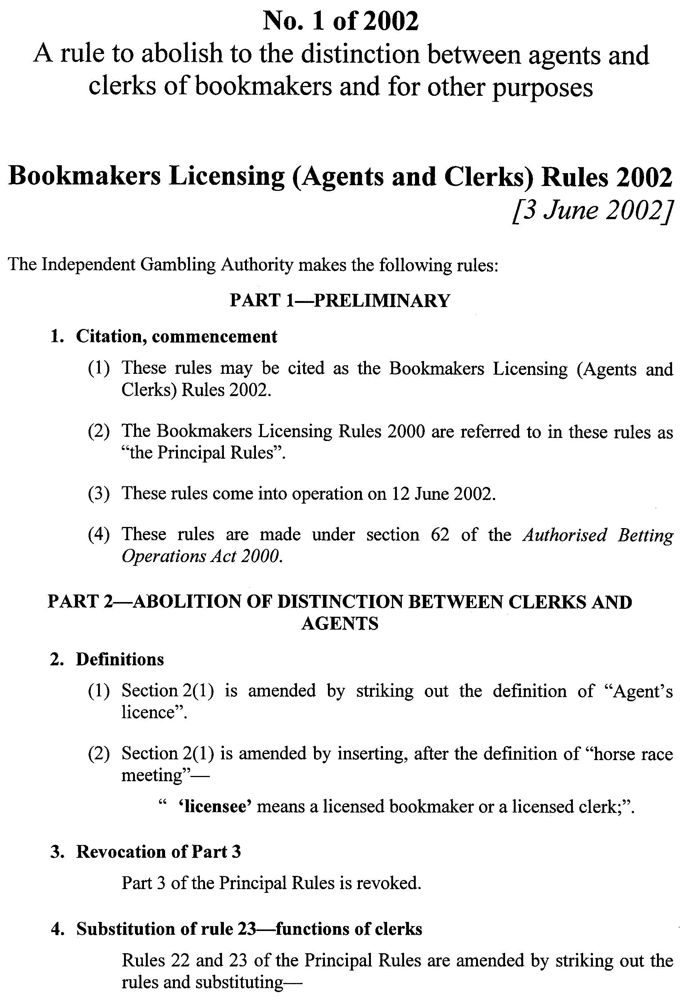 No. 1 of 2002
A rule to abolish to the distinction between agents and
clerks of bookmakers and for other purposes
Bookmakers Licensing (Agents and Clerks) Rules 2002
[3 June 2002]
The Independent Gambling Authority makes the following rules:
PART 1—PRELIMINARY
1. Citation, commencement
(1) These rules may be cited as the Bookmakers Licensing (Agents and
Clerks) Rules 2002.
(2) The Bookmakers Licensing Rules 2000 are referred to in these rules as
“the Principal Rules”.
(3) These rules come into operation on 12 June 2002.
(4) These rules are made under section 62 of the Authorised Betting
Operations Act 2000.
PART 2—ABOLITION OF DISTINCTION BETWEEN CLERKS AND
AGENTS
2. Definitions
(1) Section 2(1) is amended by striking out the definition of “Agent’s
licence”.
(2) Section 2(1) is amended by inserting, after the definition of “horse race
meeting”—
“ ‘licensee’ means a licensed bookmaker or a licensed clerk;”.
3. Revocation of Part 3
Part 3 of the Principal Rules is revoked.
4. Substitution of rule 23—functions of clerks
Rules 22 and 23 of the Principal Rules are amended by striking out the
rules and substituting—